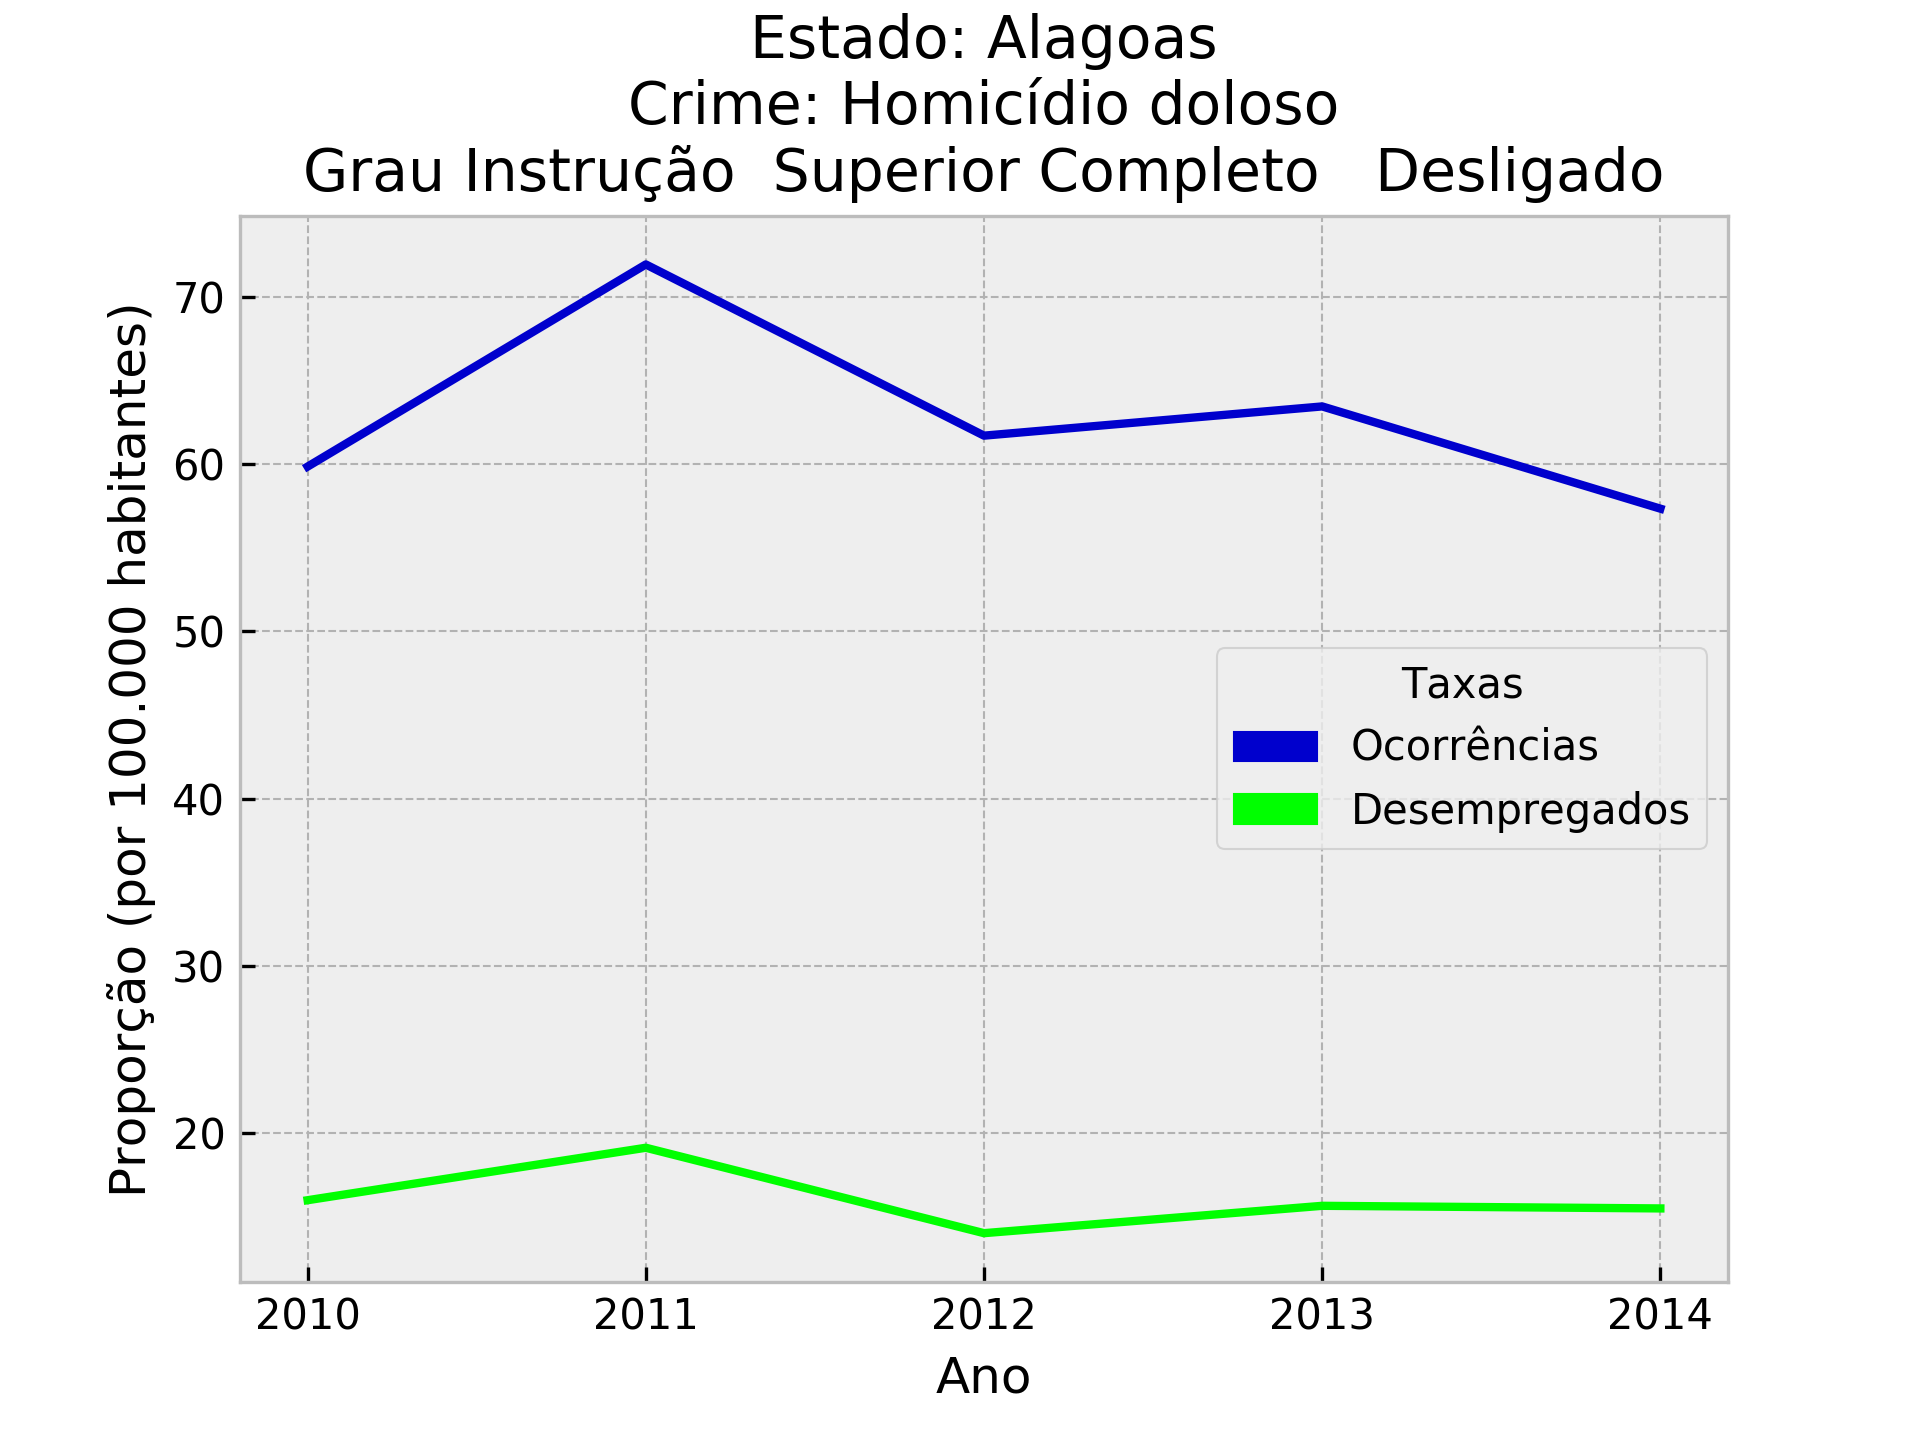 Estado: Alagoas
Crime: Homicídio doloso
Grau Instrução  Superior Completo   Desligado
Proporção (por 100.000 habitantes)
70
60
50
40
30
20
Taxas
Ocorrências
Desempregados
2010 2011 2012 2013 2014
Ano